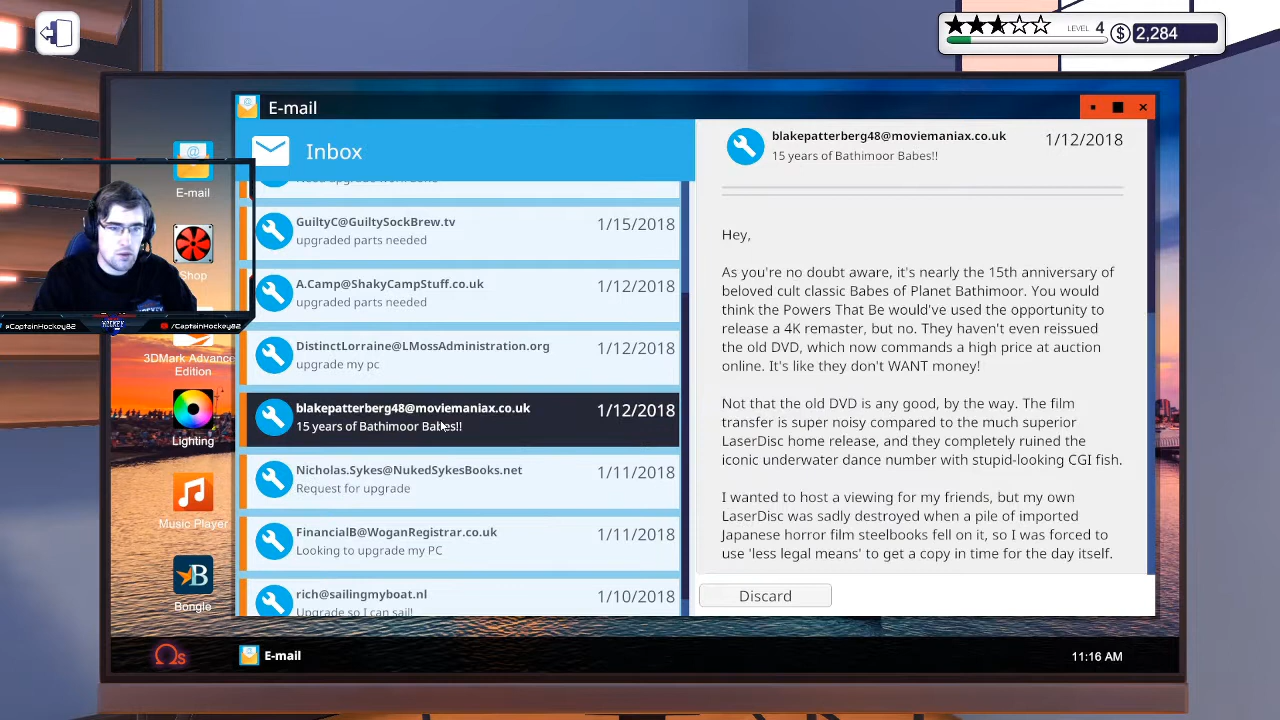 LEVEL 4
$ 2,284
E-mail
Inbox
E-mail
Shop
3DMark Advance
Edition
Lighting
Music Player
B
Bongle
GuiltyC@GuiltySockBrew.tv 1/15/2018
upgraded parts needed
A.Camp@ShakyCampStuff.co.uk 1/12/2018
upgraded parts needed
DistinctLorraine@LMossAdministration.org 1/12/2018
upgrade my pc
blakepatterberg48@moviemaniax.co.uk 1/12/2018
15 years of Bathimoor Babes!!
Nicholas.Sykes@NukedSykesBooks.net 1/11/2018
Request for upgrade
FinancialB@WoganRegistrar.co.uk 1/11/2018
Looking to upgrade my PC
rich@sailingmyboat.nl 1/10/2018
Upgrade so I can sail!
blakepatterberg48@moviemaniax.co.uk 1/12/2018
15 years of Bathimoor Babes!!
Hey,
As you're no doubt aware, it's nearly the 15th anniversary of
beloved cult classic Babes of Planet Bathimoor. You would
think the Powers That Be would've used the opportunity to
release a 4K remaster, but no. They haven't even reissued
the old DVD, which now commands a high price at auction
online. It's like they don't WANT money!
Not that the old DVD is any good, by the way. The film
transfer is super noisy compared to the much superior
LaserDisc home release, and they completely ruined the
iconic underwater dance number with stupid-looking CGI fish.
I wanted to host a viewing for my friends, but my own
LaserDisc was sadly destroyed when a pile of imported
Japanese horror film steelbooks fell on it, so I was forced to
use 'less legal means' to get a copy in time for the day itself.
Discard
@CaptainHockey82
HOCKEY
/CaptainHockey82
Ωs
E-mail
11:16 AM